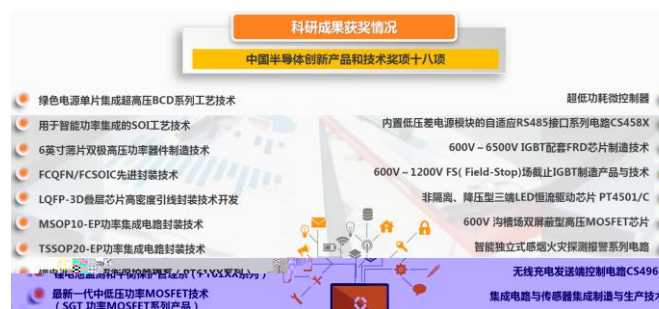 科研成果获奖情况
中国半导体创新产品和技术奖项十八项
绿色电源单片集成超高压BCD系列工艺技术
用于智能功率集成的SOI工艺技术
6英寸薄片双极高压功率器件制造技术
FCQFN/FCSOIC先进封装技术
LQFP-3D叠层芯片高密度引线封装技术开发
MSOP10-EP功率集成电路封装技术
TSSOP20-EP功率集成电路封装技术
最新一代中低压功率MOSFET技术
（SGT 功率MOSFET系列产品）
超低功耗微控制器
内置低压差电源模块的自适应RS485接口系列电路CS458X
600V～6500V IGBT配套FRD芯片制造技术
600V～1200V FS( Field-Stop)场截止IGBT制造产品与技术
非隔离、降压型三端LED恒流驱动芯片 PT4501/C
600V 沟槽场双屏蔽型高压MOSFET芯片
智能独立式感烟火灾探测报警系列电路
无线充电发送端控制电路CS496
集成电路与传感器集成制造与生产技术